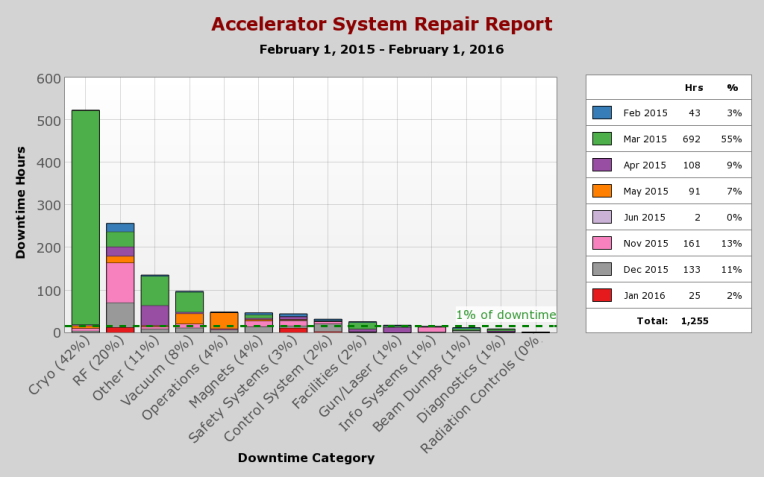 Accelerator System Repair Report
February 1, 2015 - February 1, 2016
600
500
400
300
200
100
0
Downtime Hours
1% of downtime
Cryo (42%)
RF (20%)
Other (11%)
Vacuum (8%)
Operations (4%)
Magnets (4%)
Safety Systems (3%)
Control System (2%)
Facilities (2%)
Gun/Laser (1%)
Info Systems (1%)
Beam Dumps (1%)
Diagnostics (1%)
Radiation Controls (0%
Downtime Category
Hrs %
Feb 2015 43 3%
Mar 2015 692 55%
Apr 2015 108 9%
May 2015 91 7%
Jun 2015 2 0%
Nov 2015 161 13%
Dec 2015 133 11%
Jan 2016 25 2%
Total: 1,255